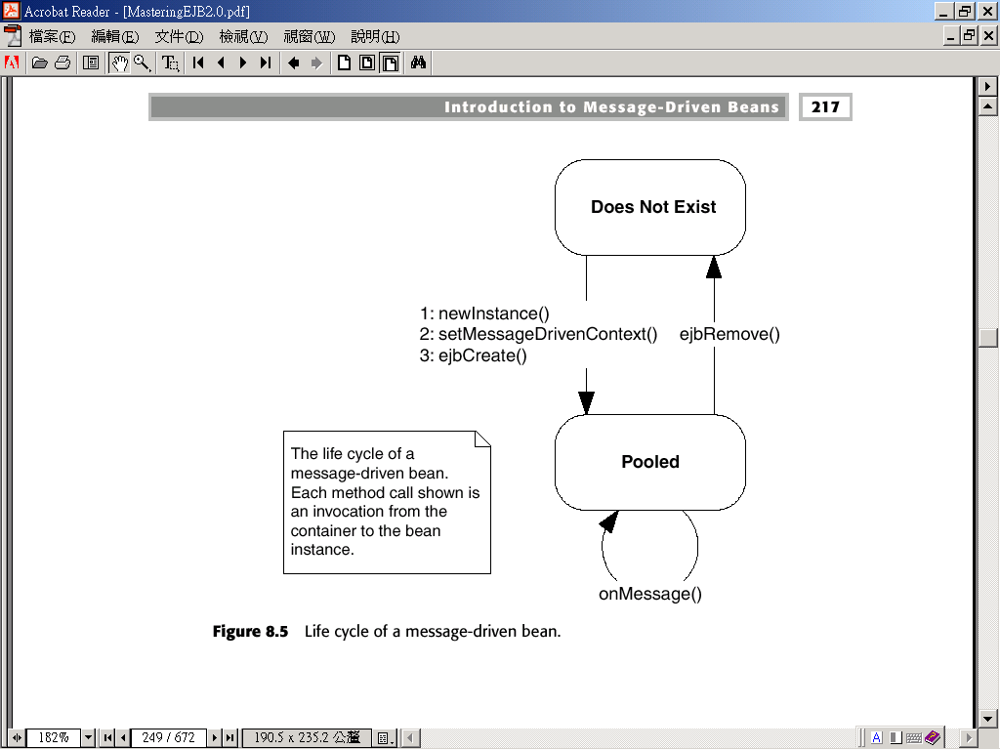 Acrobat Reader - [MasteringEJB2.0.pdf]
檔案(F) 編輯(E) 文件(D) 檢視(V) 視窗(W) 說明(H)
Introduction to Message-Driven Beans 217
Does Not Exist
1: newInstance()
2: setMessageDrivenContext() ejbRemove()
3: ejbCreate()
Pooled
The life cycle of a
message-driven bean.
Each method call shown is
an invocation from the
container to the bean
instance.
onMessage()
Figure 8.5 Life cycle of a message-driven bean.
182% 249 / 672 190.5 x 235.2 公釐 A